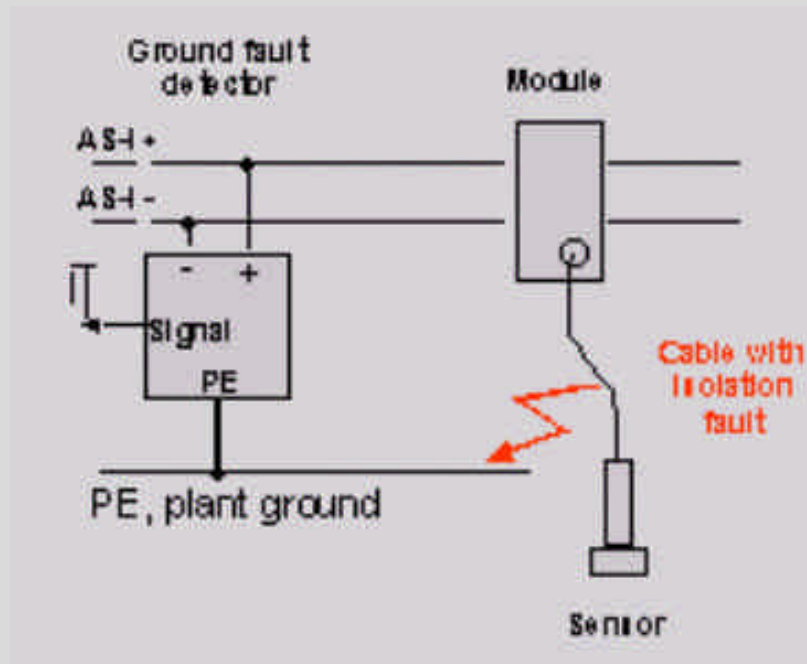 Ground fault
detector
Module
AS-I +
AS-I -
- +
Signal
PE
Cable with
isolation
fault
PE, plant ground
Sensor